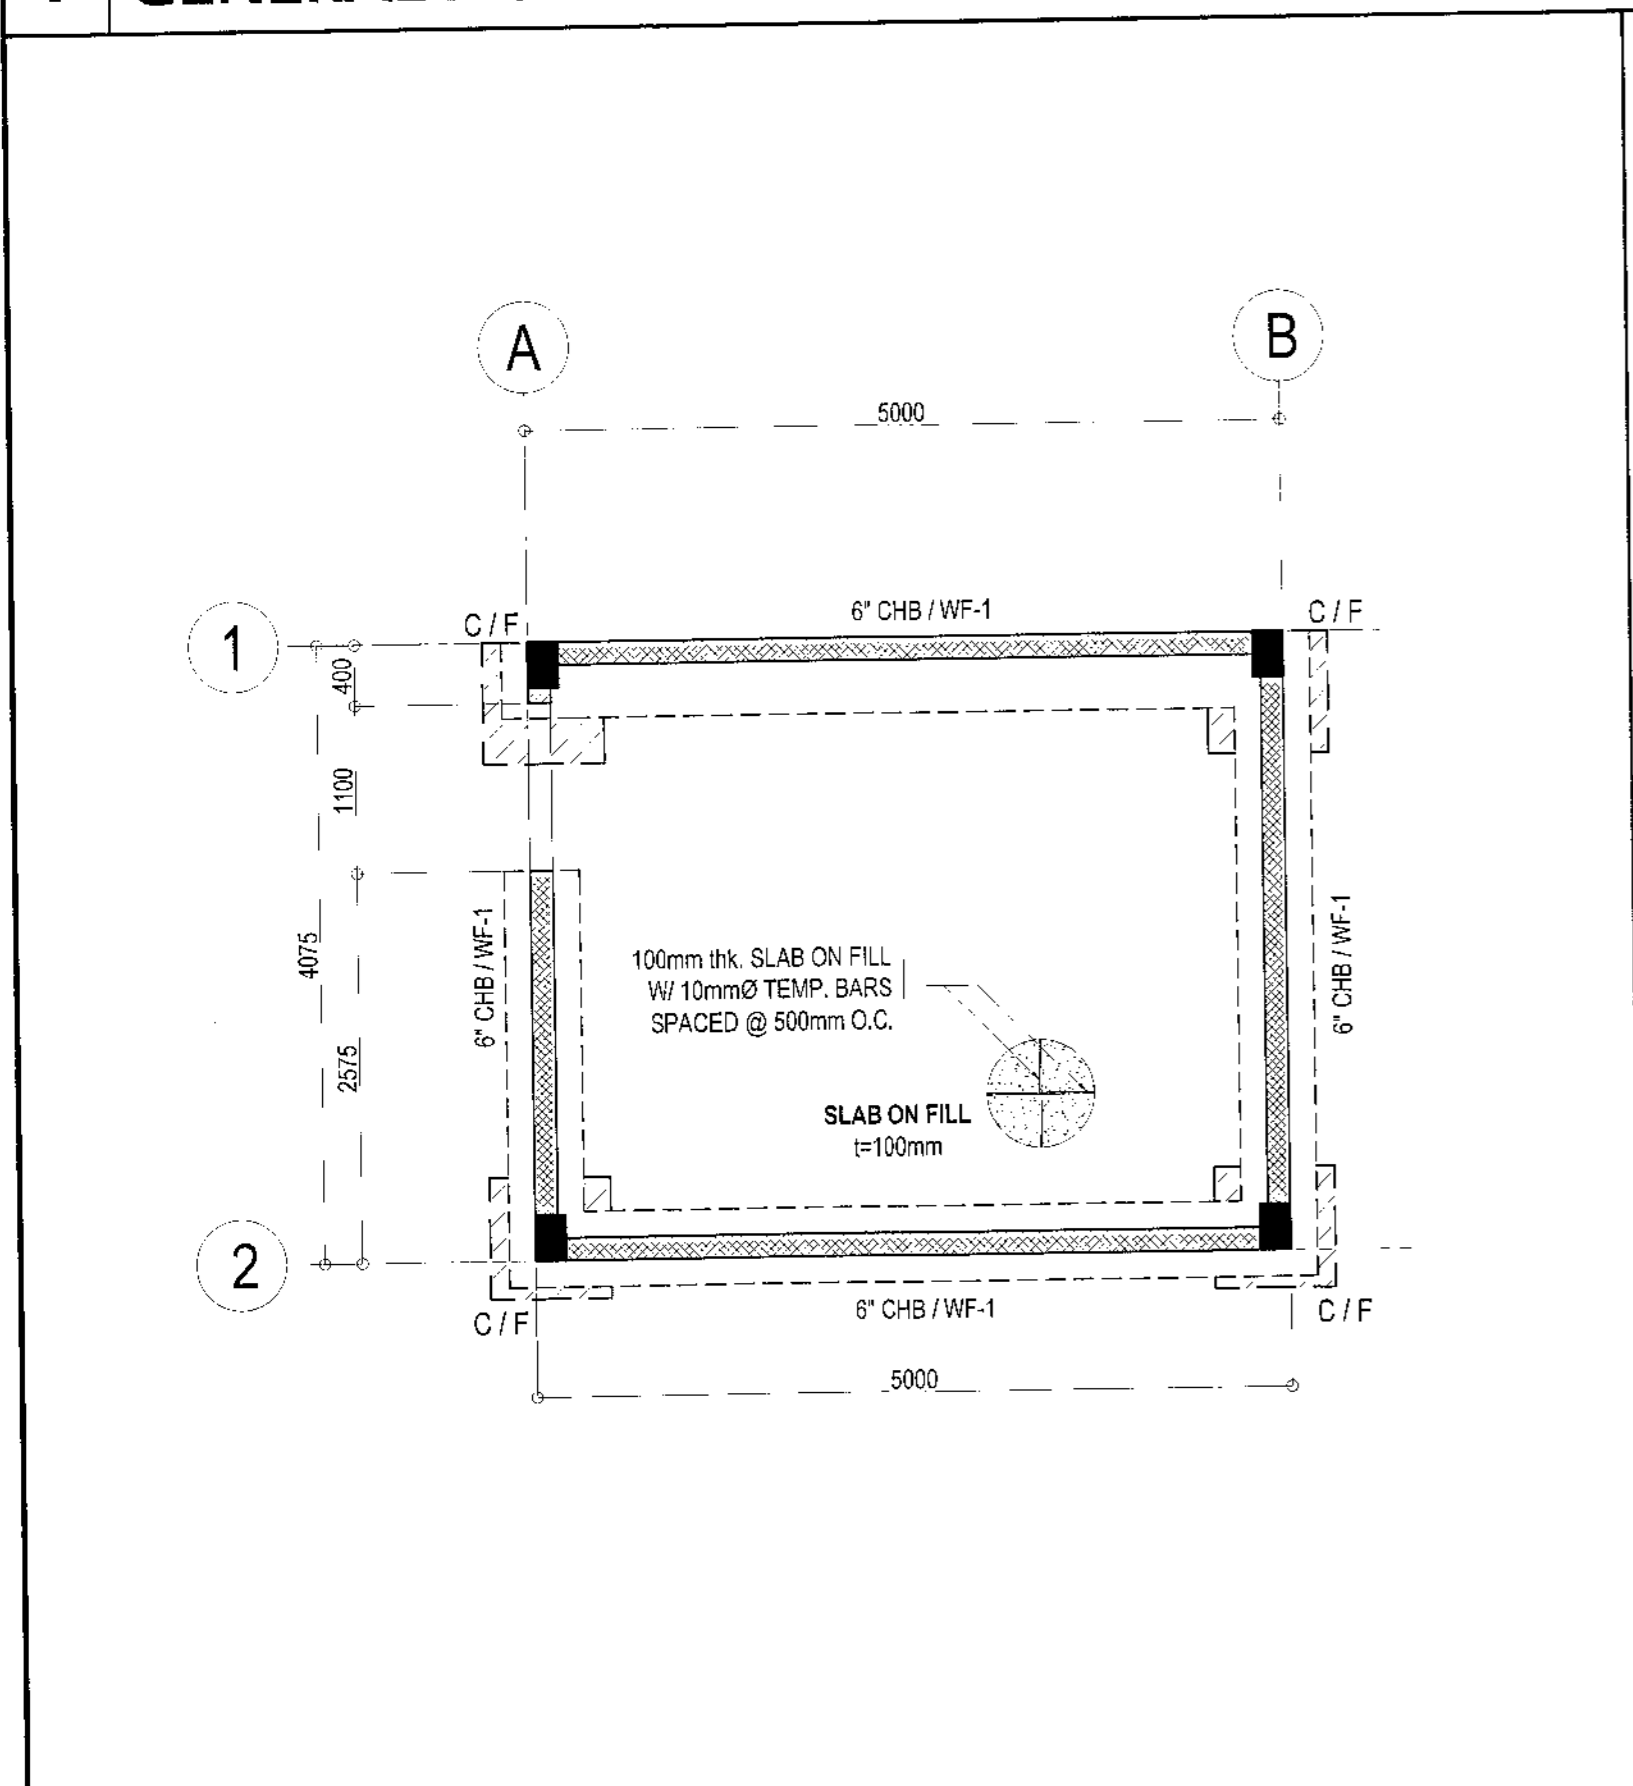 A
B
5000
C / F
6" CHB / WF-1
C / F
1
400
1100
4075
2575
6" CHB / WF-1
6" CHB / WF-1
100mm thk. SLAB ON FILL
W/ 10mmØ TEMP. BARS
SPACED @ 500mm O.C.
SLAB ON FILL
t=100mm
2
C / F
6" CHB / WF-1
C / F
5000